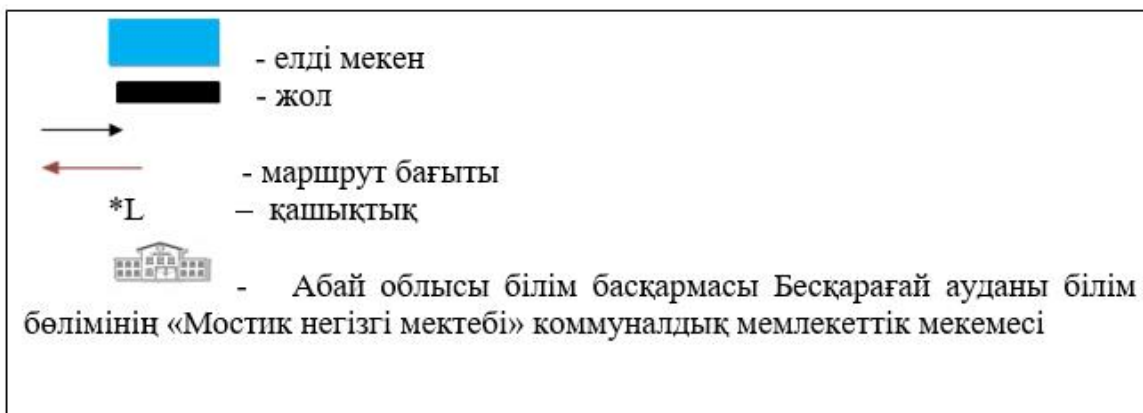 - елді мекен
- жол
- маршрут бағыты
*L – қашықтық
- Абай облысы білім басқармасы Бесқарағай ауданы білім
бөлімінің «Мостик негізгі мектебі» коммуналдық мемлекеттік мекемесі